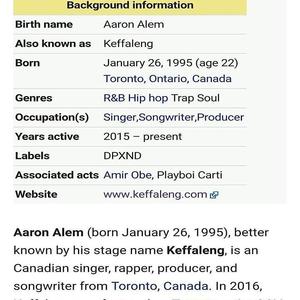 Background information
Birth name Aaron Alem
Also known as Keffaleng
Born January 26, 1995 (age 22)
Toronto, Ontario, Canada
Genres R&B Hip hop Trap Soul
Occupation(s) Singer,Songwriter,Producer
Years active 2015 – present
Labels DPXND
Associated acts Amir Obe, Playboi Carti
Website www.keffaleng.com
Aaron Alem (born January 26, 1995), better
known by his stage name Keffaleng, is an
Canadian singer, rapper, producer, and
songwriter from Toronto, Canada. In 2016,